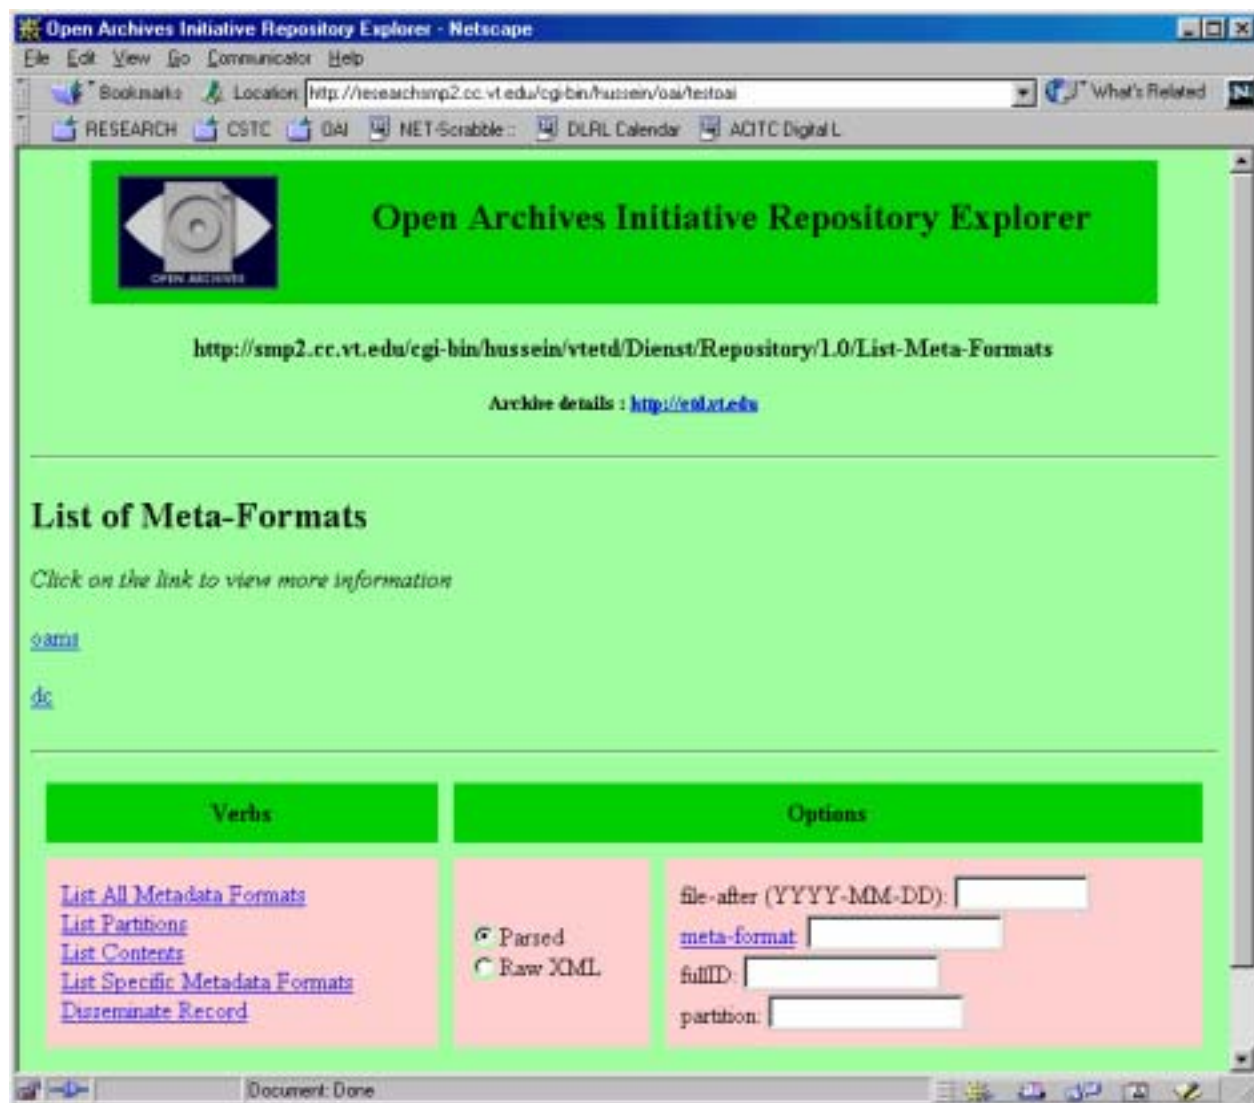 Open Archives Initiative Repository Explorer - Netscape
File Edit View Go Communicator Help
Bookmarks Location http://researchsmp2.cc.vt.edu/cgi-bin/hussein/oai/testoai What's Related
RESEARCH CSTC OAI NET-Scrabble :: DLRL Calendar ACITC Digital L
OPEN ARCHIVES
Open Archives Initiative Repository Explorer
http://smp2.cc.vt.edu/cgi-bin/hussein/vtetd/Dienst/Repository/1.0/List-Meta-Formats
Archive details : http://etd.vt.edu
List of Meta-Formats
Click on the link to view more information
oams
dc
Verbs Options
List All Metadata Formats
List Partitions
List Contents
List Specific Metadata Formats
Disseminate Record
Parsed
Raw XML
file-after (YYYY-MM-DD):
meta-format:
fullID:
partition:
Document: Done